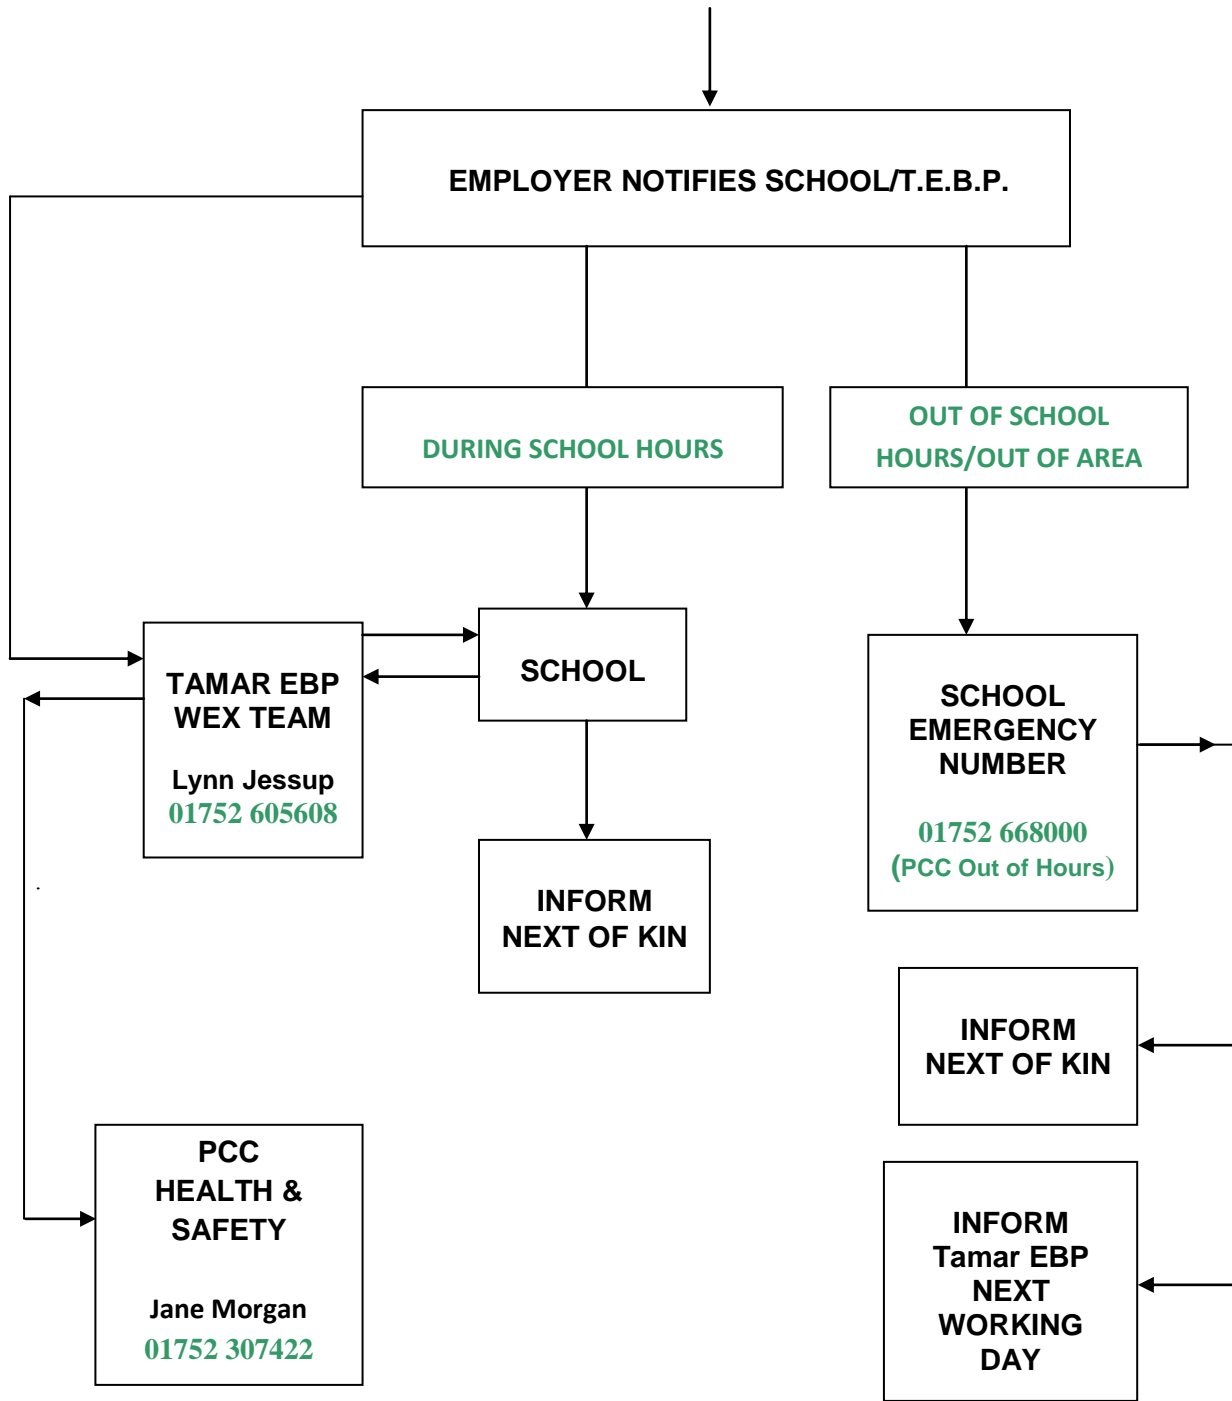 EMPLOYER NOTIFIES SCHOOL/T.E.B.P.
DURING SCHOOL HOURS
OUT OF SCHOOL
HOURS/OUT OF AREA
TAMAR EBP
WEX TEAM
Lynn Jessup
01752 605608
SCHOOL
SCHOOL
EMERGENCY
NUMBER
01752 668000
(PCC Out of Hours)
INFORM
NEXT OF KIN
INFORM
NEXT OF KIN
PCC
HEALTH &
SAFETY
Jane Morgan
01752 307422
INFORM
Tamar EBP
NEXT
WORKING
DAY